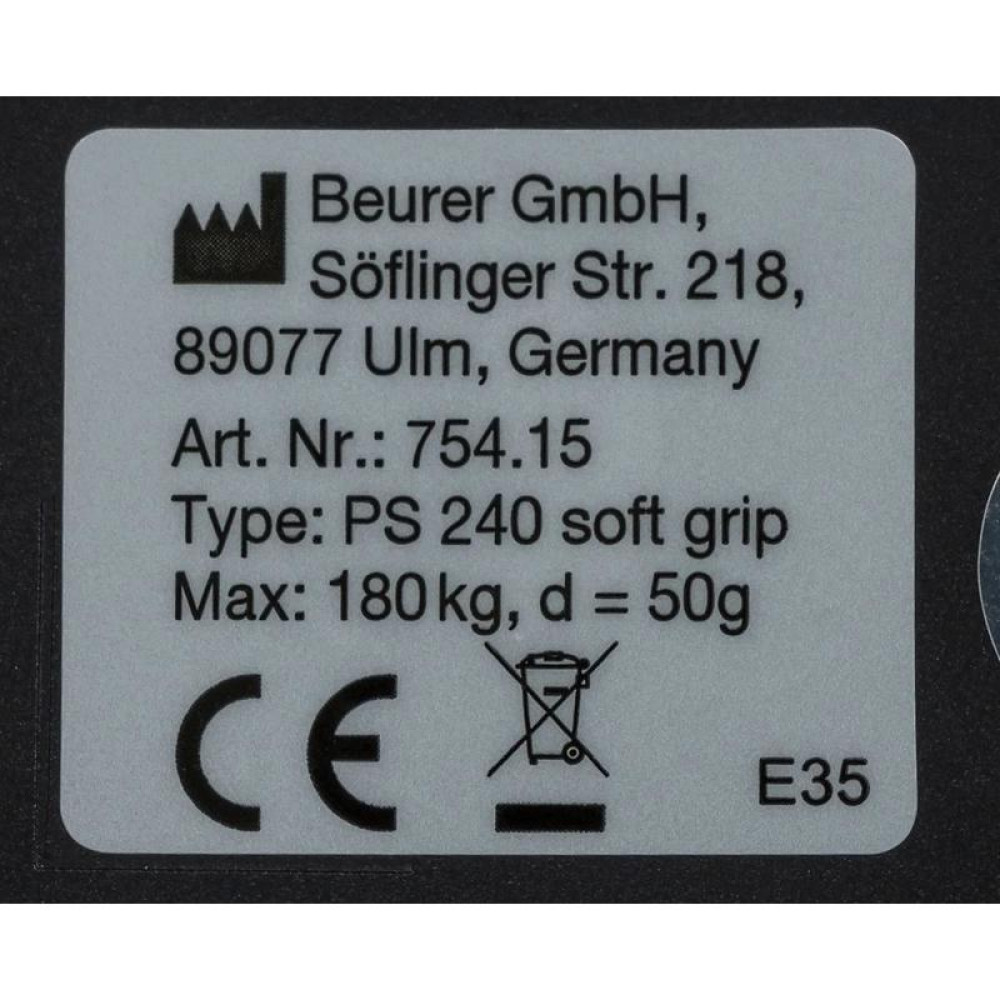 Beurer GmbH,
Söflinger Str. 218,
89077 Ulm, Germany
Art. Nr.: 754.15
Type: PS 240 soft grip
Max: 180 kg, d = 50g
CE
E35